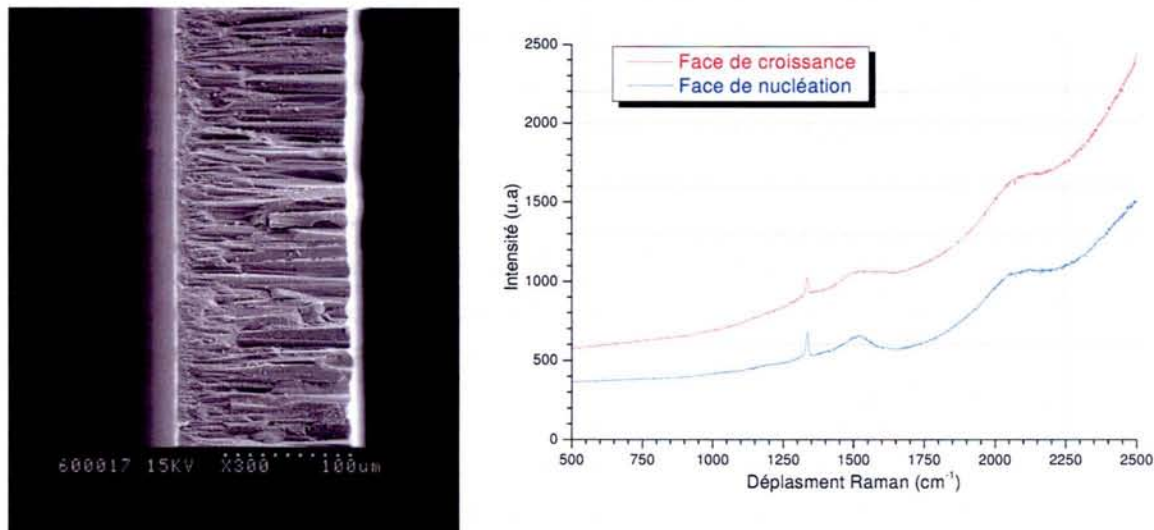 600017 15KV X300 100um
2500
2000
1500
1000
500
0
Intensité (u.a)
Face de croissance
Face de nucléation
500 750 1000 1250 1500 1750 2000 2250 2500
Déplasment Raman (cm-1)